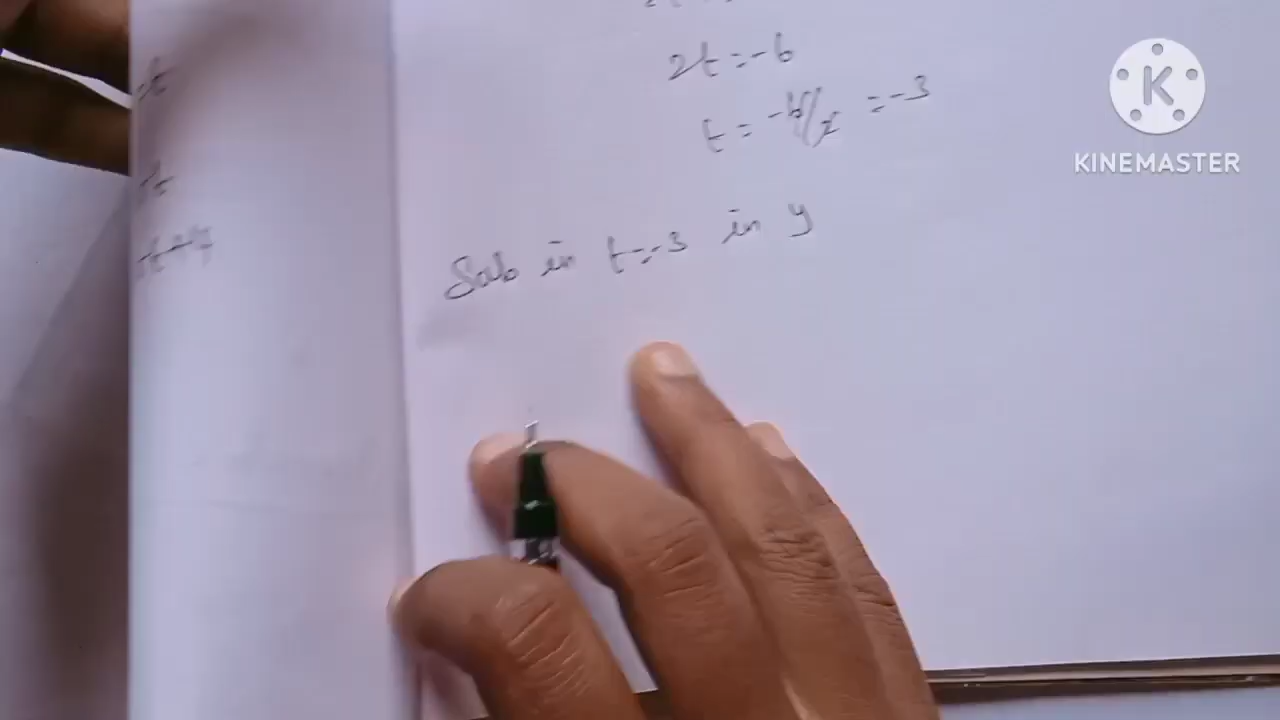 2t = -6
t = -6/2 = -3
KINEMASTER
Sub in t = -3 in y